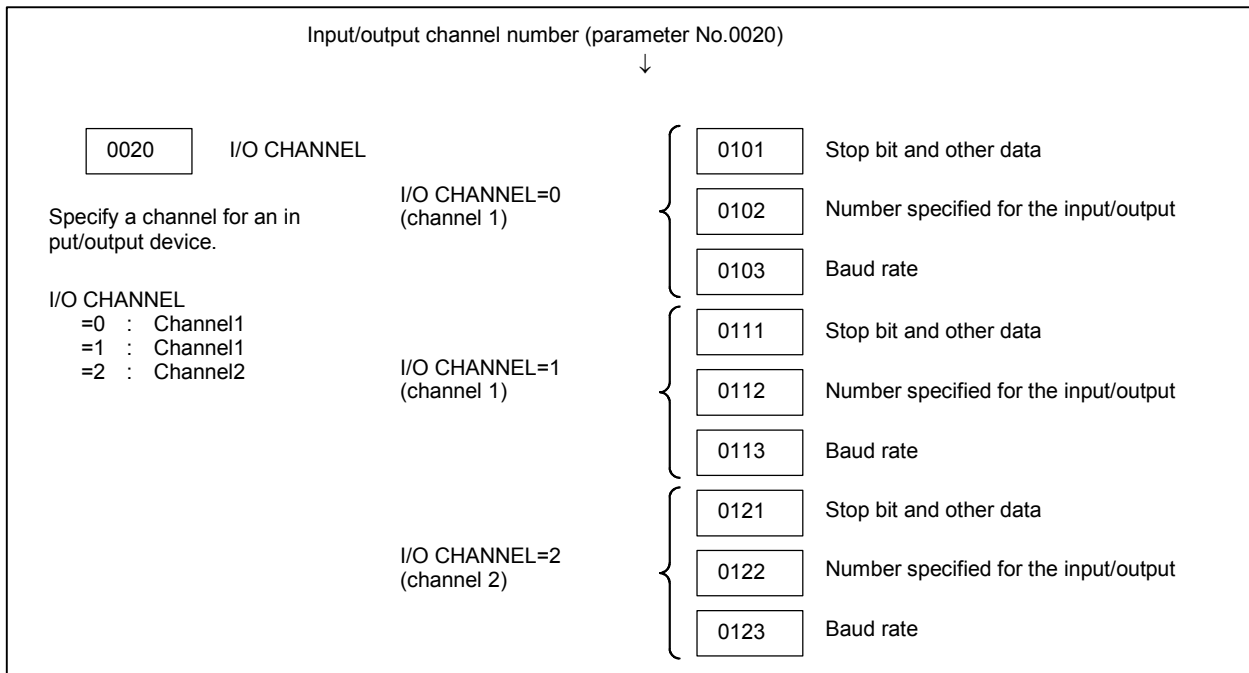 Input/output channel number (parameter No.0020)
↓
0020 I/O CHANNEL
Specify a channel for an in
put/output device.
I/O CHANNEL
=0 : Channel1
=1 : Channel1
=2 : Channel2
I/O CHANNEL=0
(channel 1)
0101 Stop bit and other data
0102 Number specified for the input/output
0103 Baud rate
I/O CHANNEL=1
(channel 1)
0111 Stop bit and other data
0112 Number specified for the input/output
0113 Baud rate
I/O CHANNEL=2
(channel 2)
0121 Stop bit and other data
0122 Number specified for the input/output
0123 Baud rate